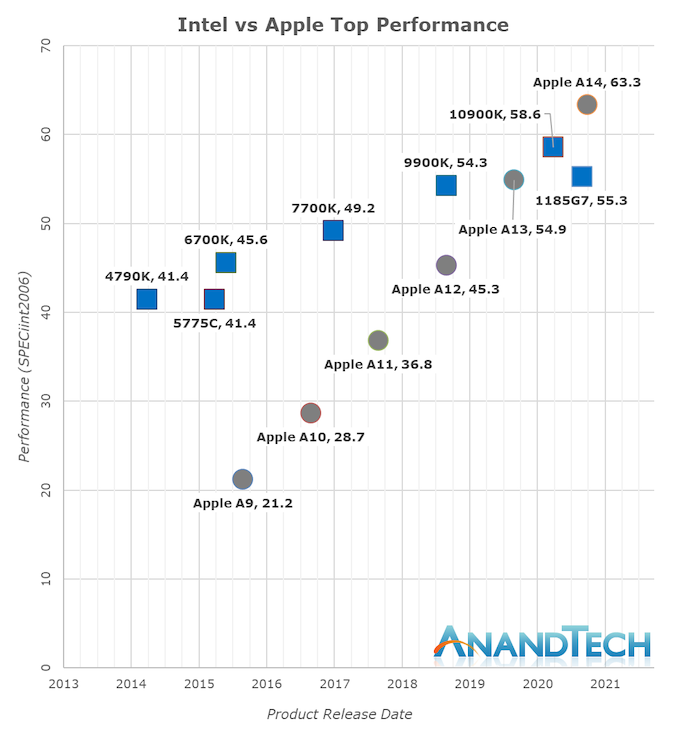 Intel vs Apple Top Performance
70
Apple A14, 63.3
10900K, 58.6
60
9900K, 54.3
1185G7, 55.3
7700K, 49.2
50
Apple A13, 54.9
6700K, 45.6
4790K, 41.4
Apple A12, 45.3
40
5775C, 41.4
Performance (SPECiint2006)
Apple A11, 36.8
30
Apple A10, 28.7
20
Apple A9, 21.2
10
ANANDTECH
0
2013 2014 2015 2016 2017 2018 2019 2020 2021
Product Release Date